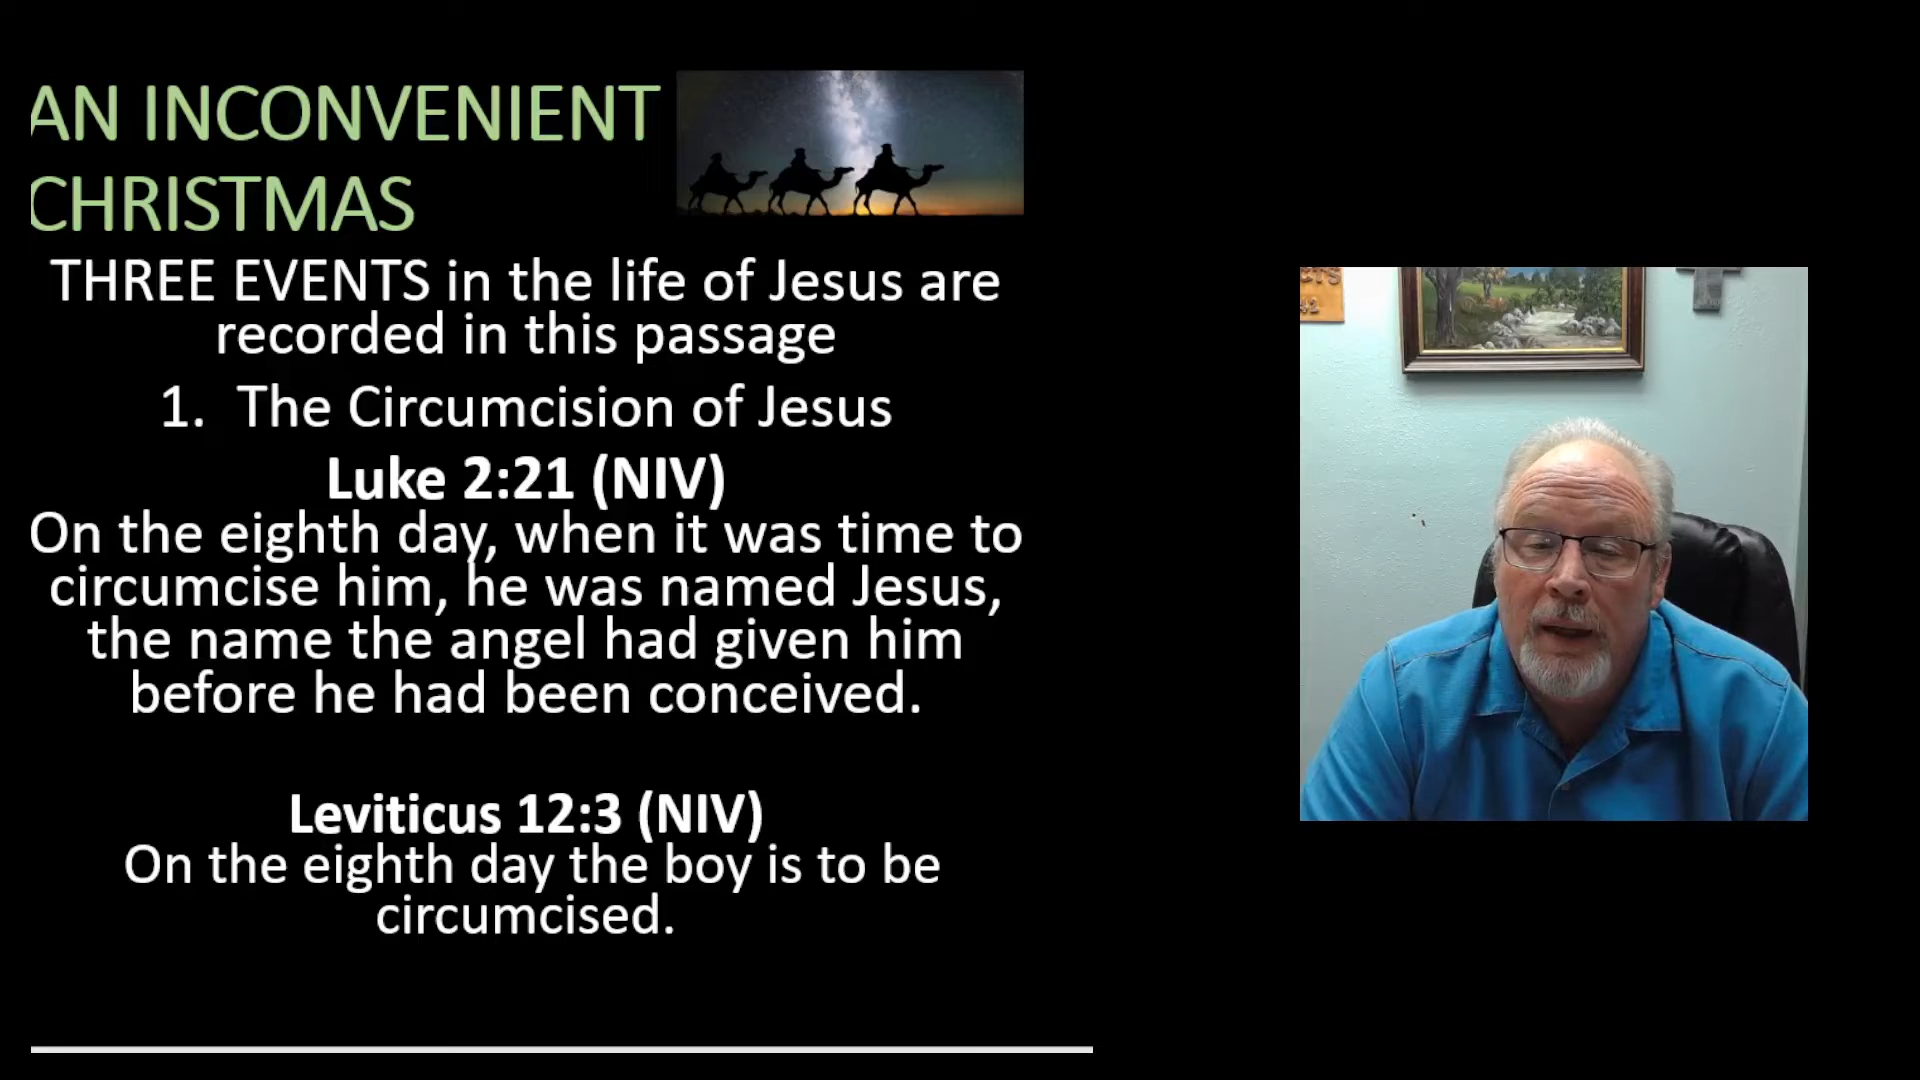 AN INCONVENIENT
CHRISTMAS
THREE EVENTS in the life of Jesus are
recorded in this passage
1. The Circumcision of Jesus
Luke 2:21 (NIV)
On the eighth day, when it was time to
circumcise him, he was named Jesus,
the name the angel had given him
before he had been conceived.
Leviticus 12:3 (NIV)
On the eighth day the boy is to be
circumcised.